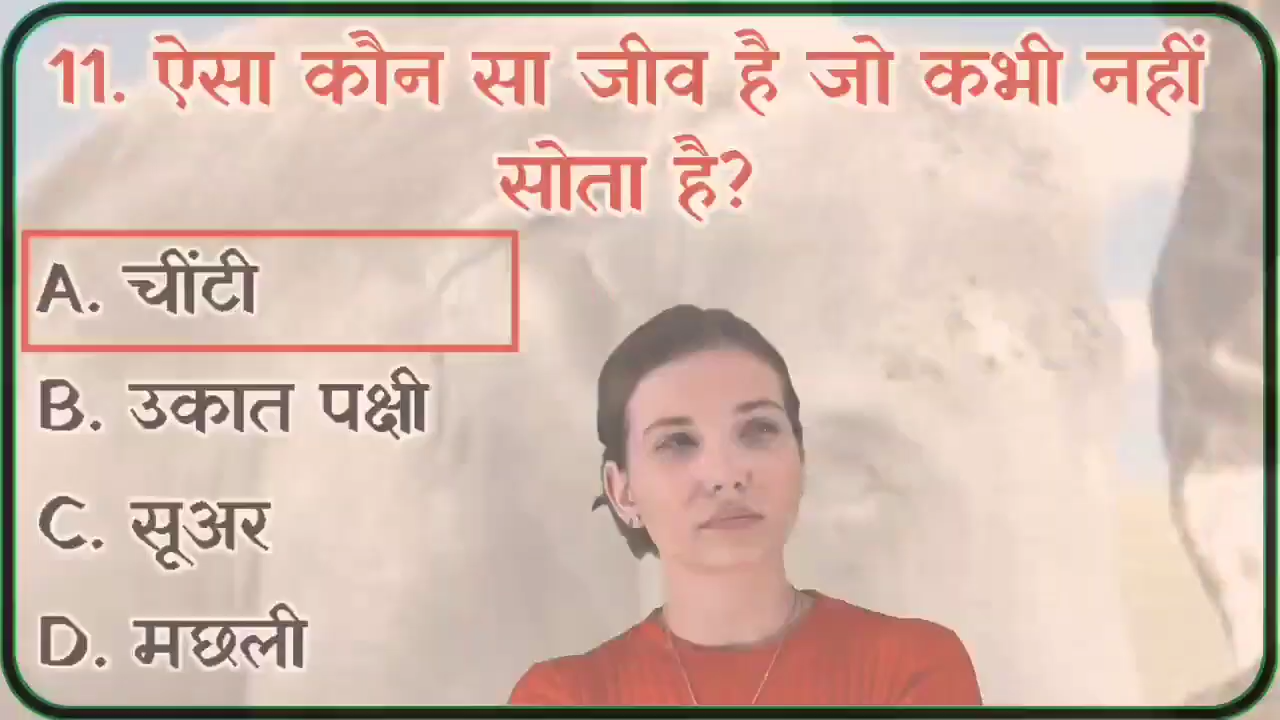 11. ऐसा कौन सा जीव है जो कभी नहीं
सोता है?
A. चींटी
B. उकात पक्षी
C. सूअर
D. मछली